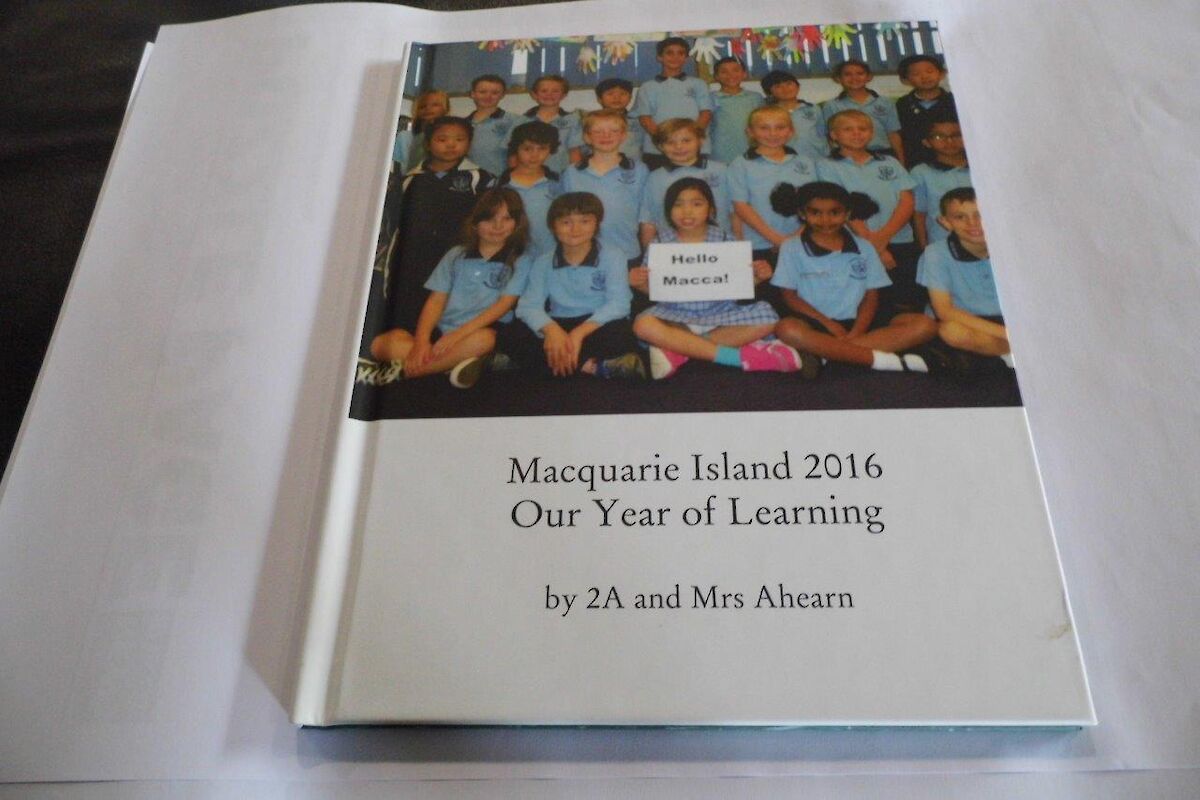 Hello
Macca!
Macquarie Island 2016
Our Year of Learning
by 2A and Mrs Ahearn